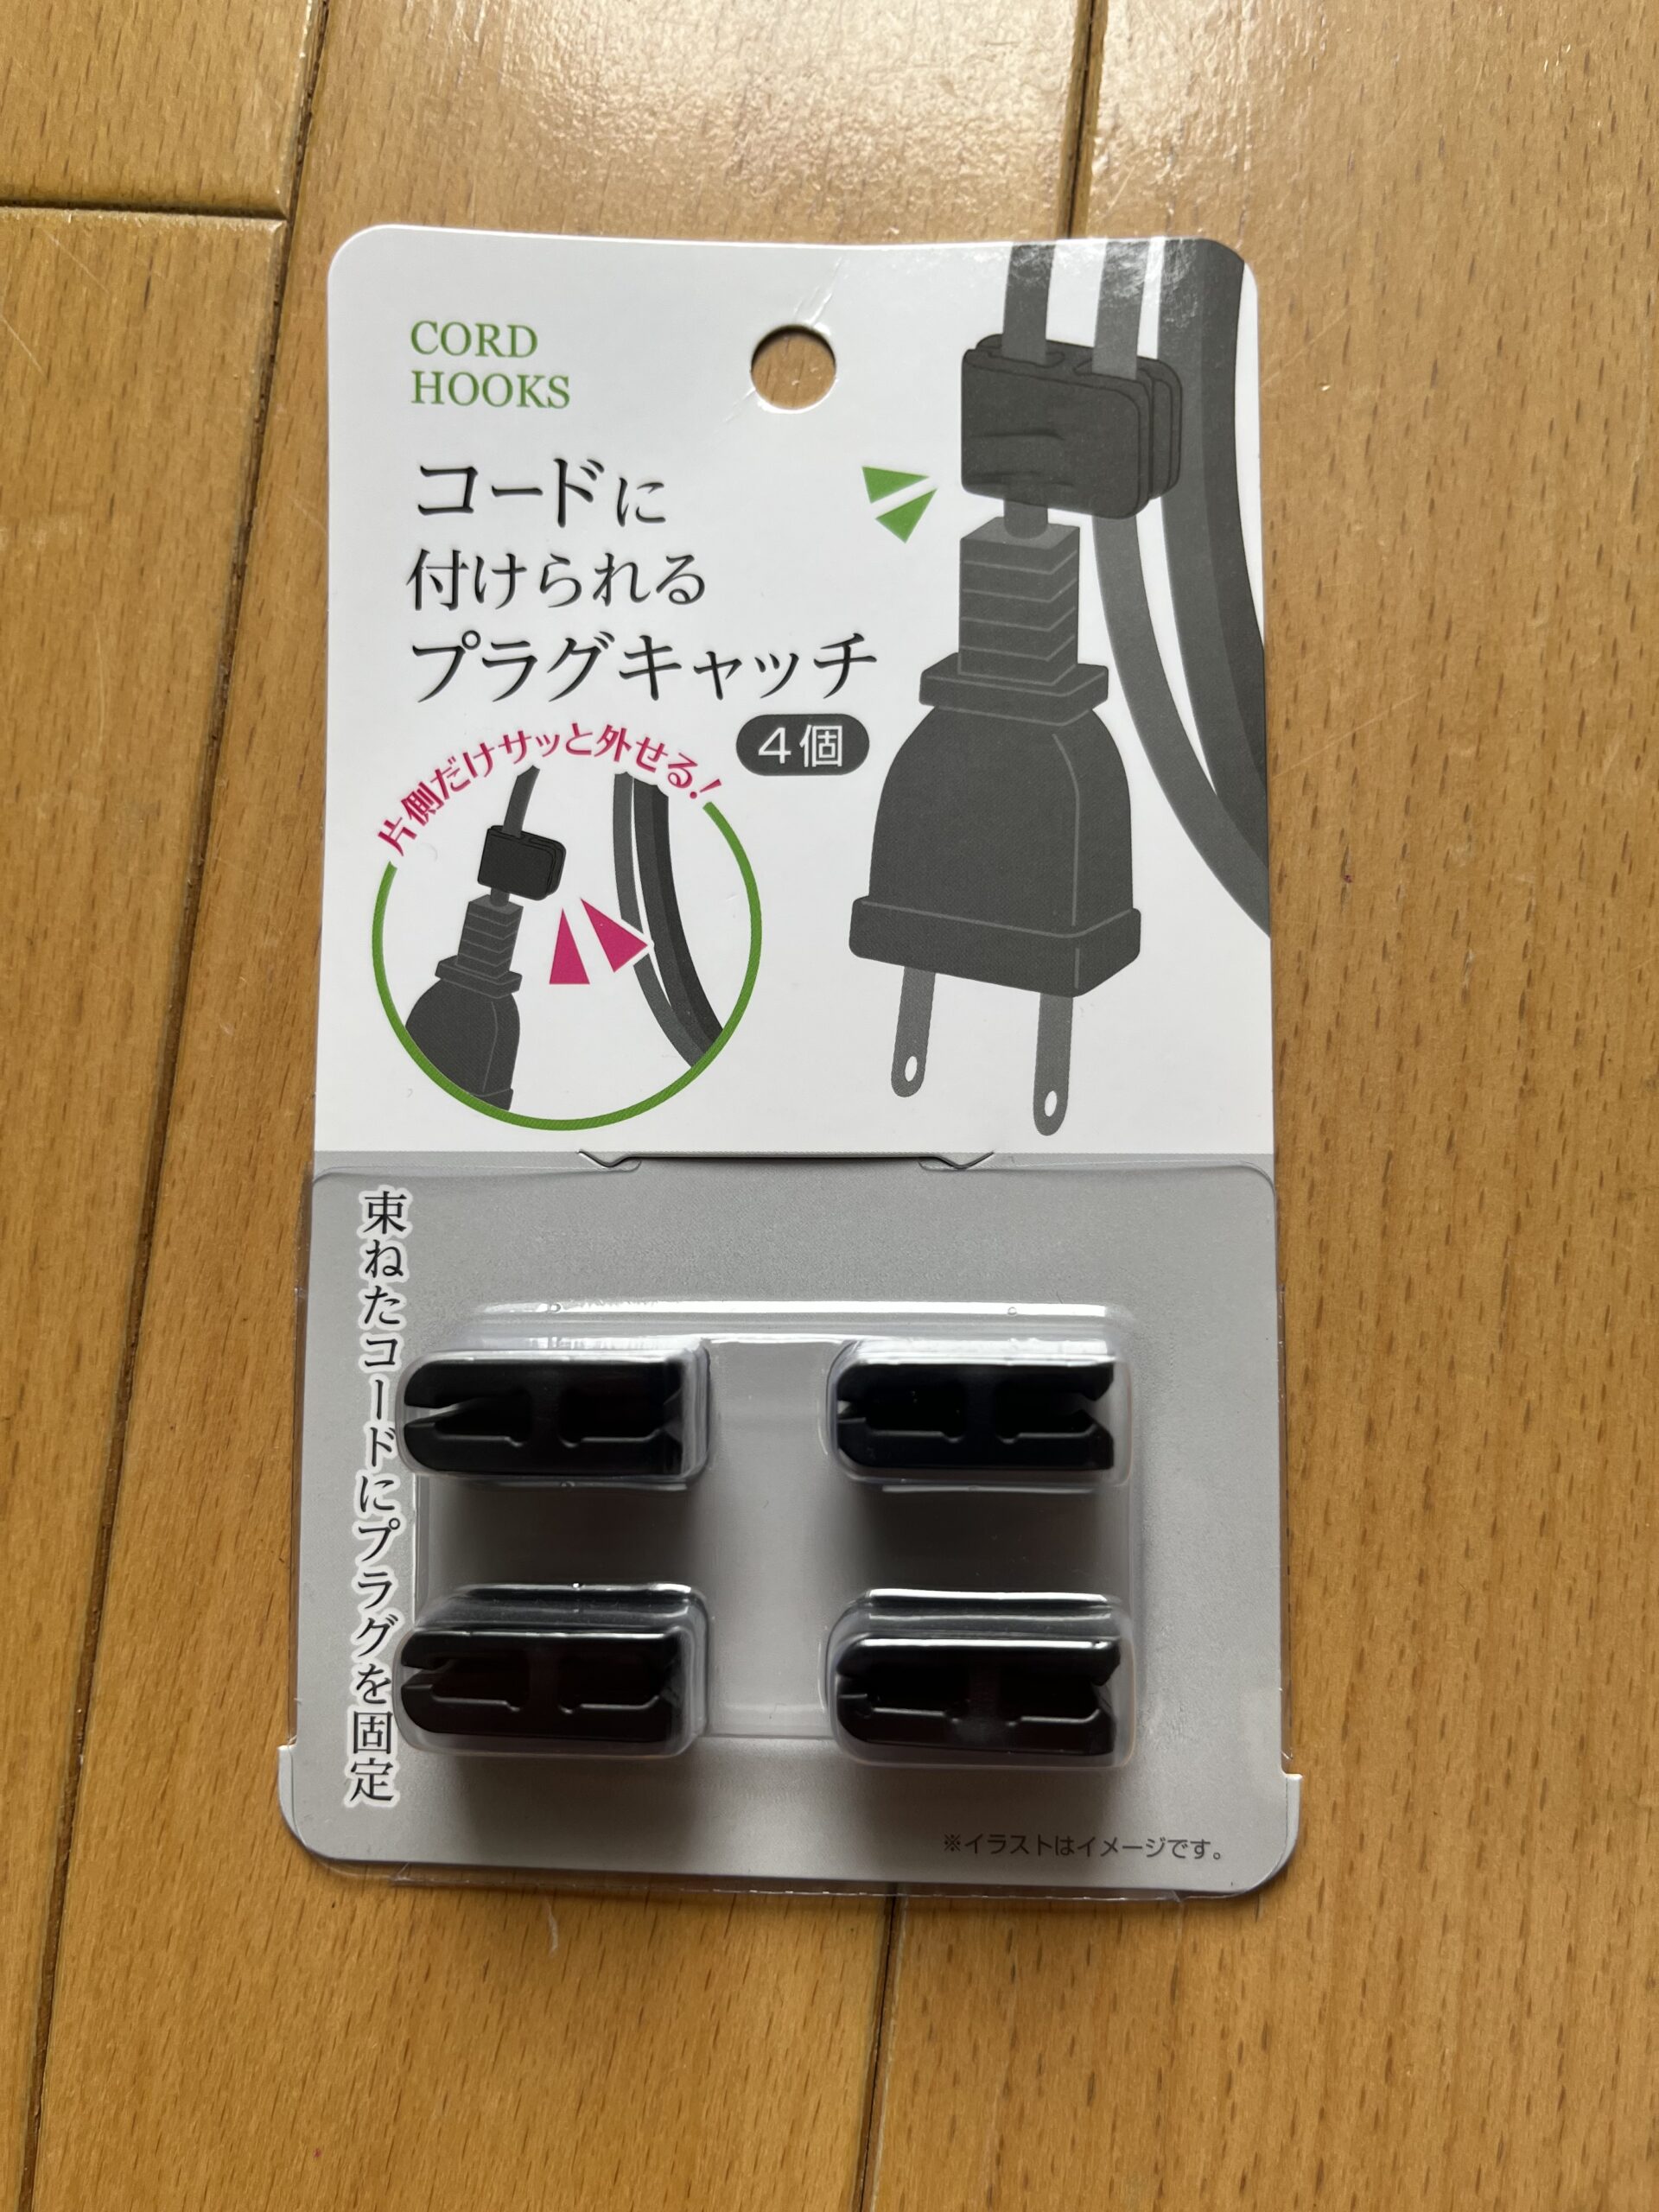 CORD
HOOKS
コードに
付けられる
プラグキャッチ
4個
片側だけサッと外せる!
束ねたコードにプラグを固定
※イラストはイメージです。